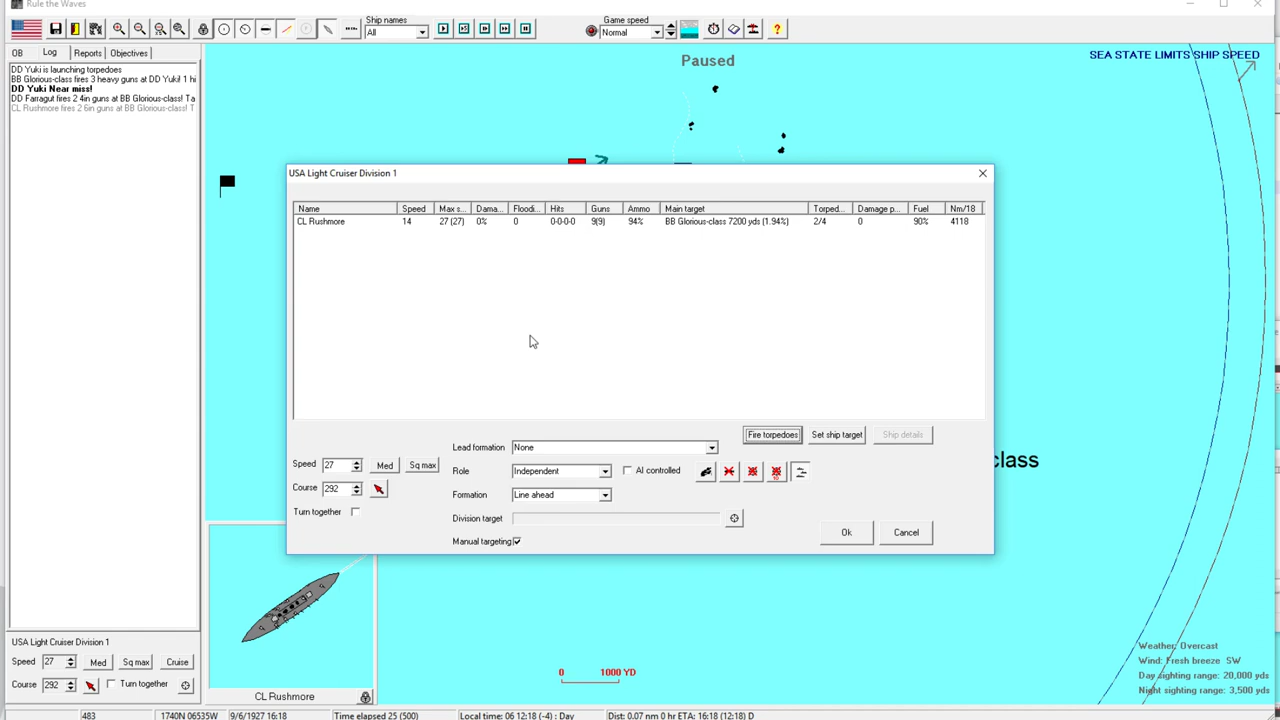 Rule the Waves
Ship names
All
Game speed
Normal
OB Log Reports Objectives
DD Yuki is launching torpedoes
BB Glorious-class fires 3 heavy guns at DD Yuki! 1 hi
DD Yuki Near miss!
DD Farragut fires 2 4in guns at BB Glorious-class! Ta
CL Rushmore fires 2 6in guns at BB Glorious-class! T
Paused
SEA STATE LIMITS SHIP SPEED
USA Light Cruiser Division 1
Name Speed Max s... Dama... Floodi... Hits Guns Ammo Main target Torped... Damage p... Fuel Nm/18
CL Rushmore 14 27 (27) 0% 0 0-0-0-0 9(9) 94% BB Glorious-class 7200 yds (1.94%) 2/4 0 90% 4118
Fire torpedoes Set ship target Ship details
Lead formation None
Speed 27 Med Sq max
Role Independent AI controlled
Course 292
Formation Line ahead
Turn together
Division target
Manual targeting
Ok Cancel
class
USA Light Cruiser Division 1
Speed 27 Med Sq max Cruise
Course 292 Turn together
CL Rushmore
0 1000 YD
Weather: Overcast
Wind: Fresh breeze SW
Day sighting range: 20,000 yds
Night sighting range: 3,500 yds
483 1740N 06535W 9/6/1927 16:18 Time elapsed 25 (500) Local time: 06 12:18 (-4) : Day Dist: 0.07 nm 0 hr ETA: 16:18 (12:18) D